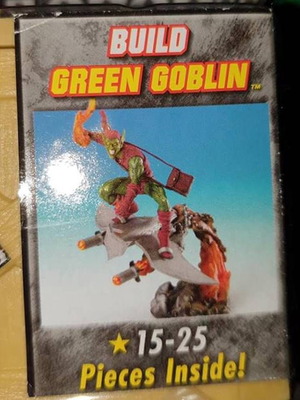 BUILD
GREEN GOBLIN™
★ 15-25
Pieces Inside!